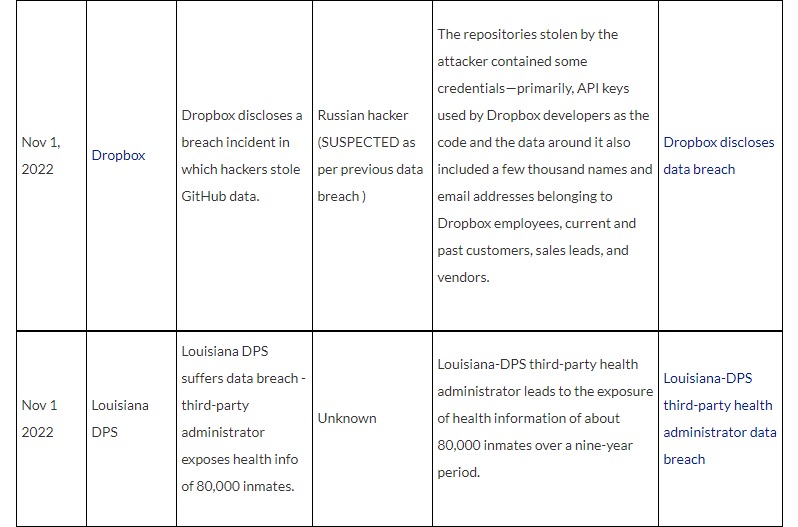 Nov 1,
2022
Dropbox
Dropbox discloses a
breach incident in
which hackers stole
GitHub data.
Russian hacker
(SUSPECTED as
per previous data
breach )
The repositories stolen by the
attacker contained some
credentials—primarily, API keys
used by Dropbox developers as the
code and the data around it also
included a few thousand names and
email addresses belonging to
Dropbox employees, current and
past customers, sales leads, and
vendors.
Dropbox discloses
data breach
Nov 1
2022
Louisiana
DPS
Louisiana DPS
suffers data breach -
third-party
administrator
exposes health info
of 80,000 inmates.
Unknown
Louisiana-DPS third-party health
administrator leads to the exposure
of health information of about
80,000 inmates over a nine-year
period.
Louisiana-DPS
third-party health
administrator data
breach